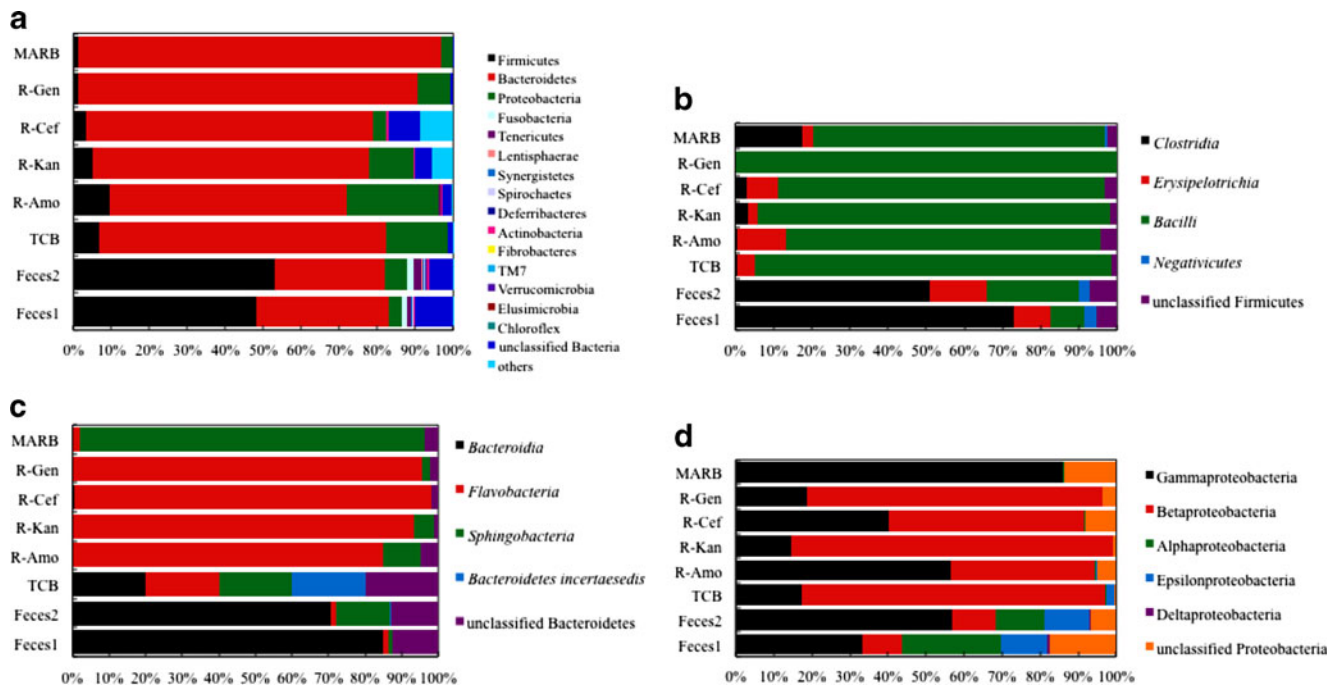 a
MARB
R-Gen
R-Cef
R-Kan
R-Amo
TCB
Feces2
Feces1
0% 10% 20% 30% 40% 50% 60% 70% 80% 90% 100%
Firmicutes
Bacteroidetes
Proteobacteria
Fusobacteria
Tenericutes
Lentisphaerae
Synergistetes
Spirochaetes
Deferribacteres
Actinobacteria
Fibrobacteres
TM7
Verrucomicrobia
Elusimicrobia
Chloroflex
unclassified Bacteria
others
b
MARB
R-Gen
R-Cef
R-Kan
R-Amo
TCB
Feces2
Feces1
0% 10% 20% 30% 40% 50% 60% 70% 80% 90% 100%
Clostridia
Erysipelotrichia
Bacilli
Negativicutes
unclassified Firmicutes
c
MARB
R-Gen
R-Cef
R-Kan
R-Amo
TCB
Feces2
Feces1
0% 10% 20% 30% 40% 50% 60% 70% 80% 90% 100%
Bacteroidia
Flavobacteria
Sphingobacteria
Bacteroidetes incertaesedis
unclassified Bacteroidetes
d
MARB
R-Gen
R-Cef
R-Kan
R-Amo
TCB
Feces2
Feces1
0% 10% 20% 30% 40% 50% 60% 70% 80% 90% 100%
Gammaproteobacteria
Betaproteobacteria
Alphaproteobacteria
Epsilonproteobacteria
Deltaproteobacteria
unclassified Proteobacteria